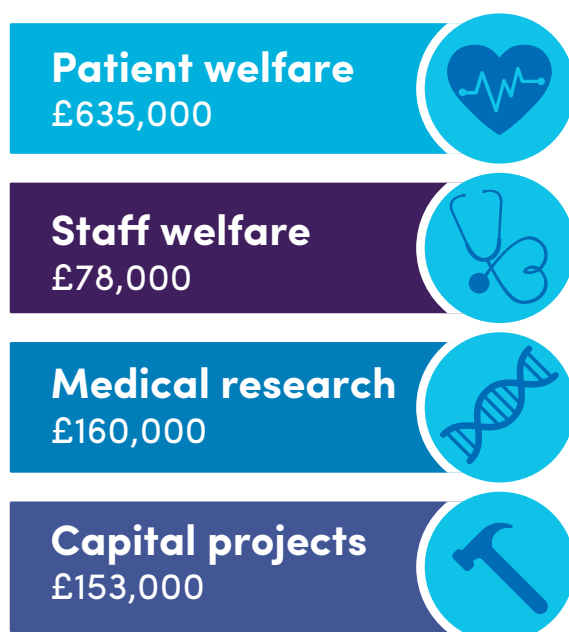 Patient welfare
£635,000
Staff welfare
£78,000
Medical research
£160,000
Capital projects
£153,000